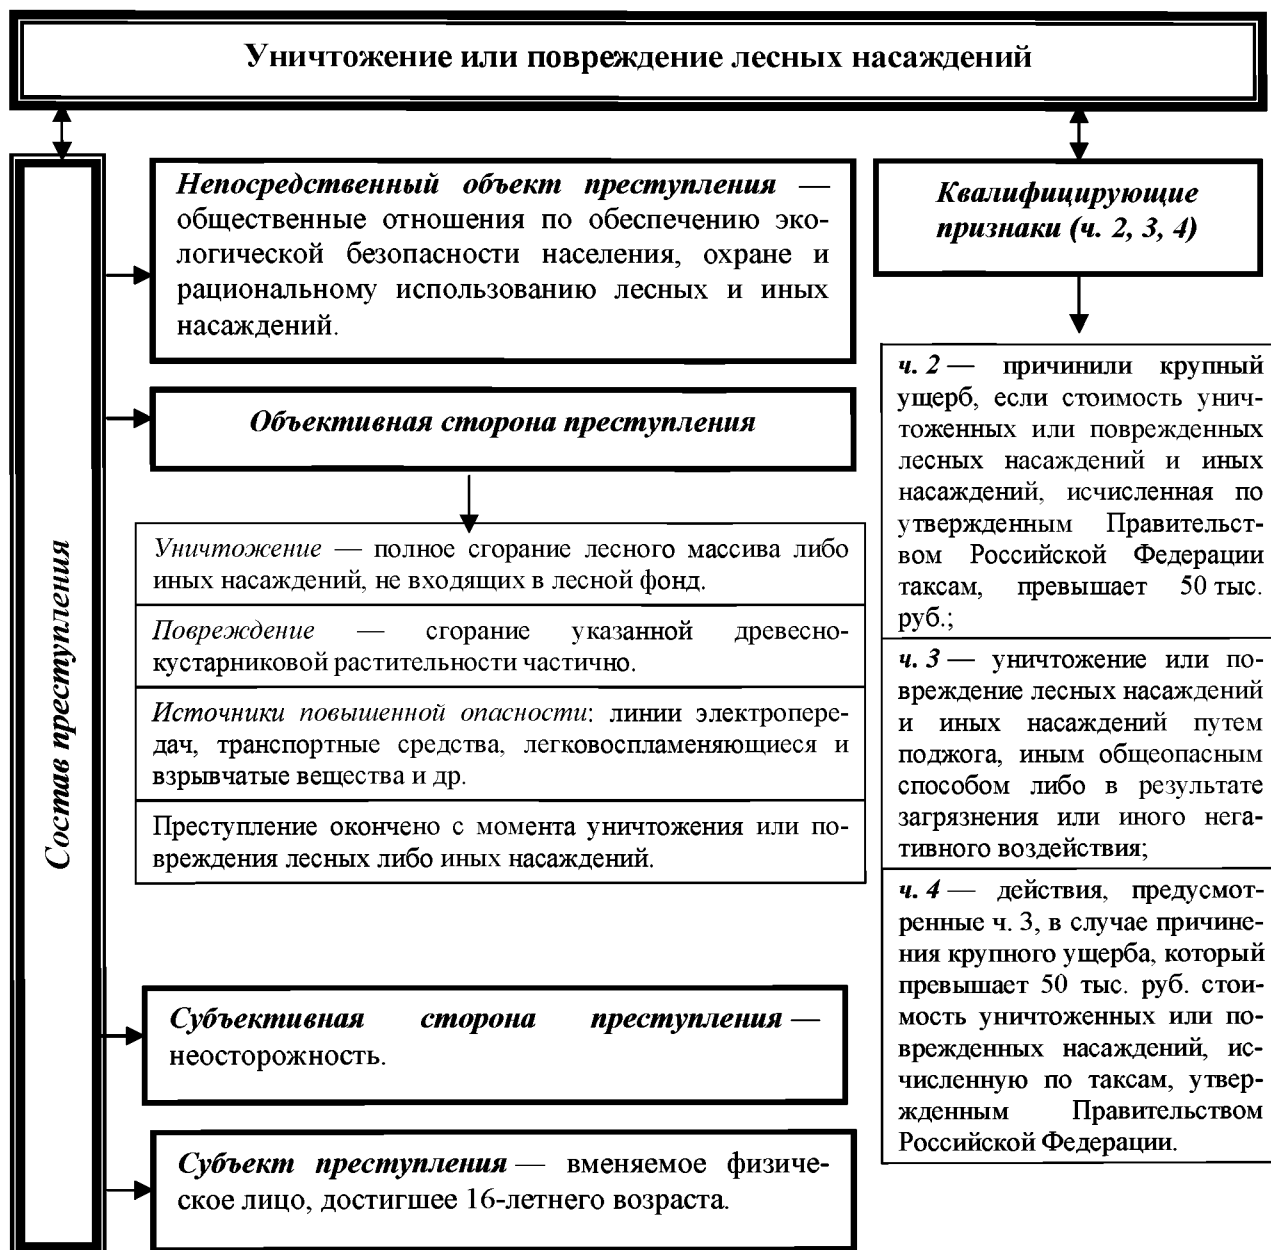 Уничтожение или повреждение лесных насаждений
Состав преступления
Непосредственный объект преступления —
общественные отношения по обеспечению эко-
логической безопасности населения, охране и
рациональному использованию лесных и иных
насаждений.
Объективная сторона преступления
Уничтожение — полное сгорание лесного массива либо
иных насаждений, не входящих в лесной фонд.
Повреждение — сгорание указанной древесно-
кустарниковой растительности частично.
Источники повышенной опасности: линии электропере-
дач, транспортные средства, легковоспламеняющиеся и
взрывчатые вещества и др.
Преступление окончено с момента уничтожения или по-
вреждения лесных либо иных насаждений.
Субъективная сторона преступления —
неосторожность.
Субъект преступления — вменяемое физиче-
ское лицо, достигшее 16-летнего возраста.
Квалифицирующие
признаки (ч. 2, 3, 4)
ч. 2 — причинили крупный
ущерб, если стоимость унич-
тоженных или поврежденных
лесных насаждений и иных
насаждений, исчисленная по
утвержденным Правительст-
вом Российской Федерации
таксам, превышает 50 тыс.
руб.;
ч. 3 — уничтожение или по-
вреждение лесных насаждений
и иных насаждений путем
поджога, иным общеопасным
способом либо в результате
загрязнения или иного нега-
тивного воздействия;
ч. 4 — действия, предусмот-
ренные ч. 3, в случае причине-
ния крупного ущерба, который
превышает 50 тыс. руб. стои-
мость уничтоженных или по-
врежденных насаждений, ис-
численную по таксам, утвер-
жденным Правительством
Российской Федерации.